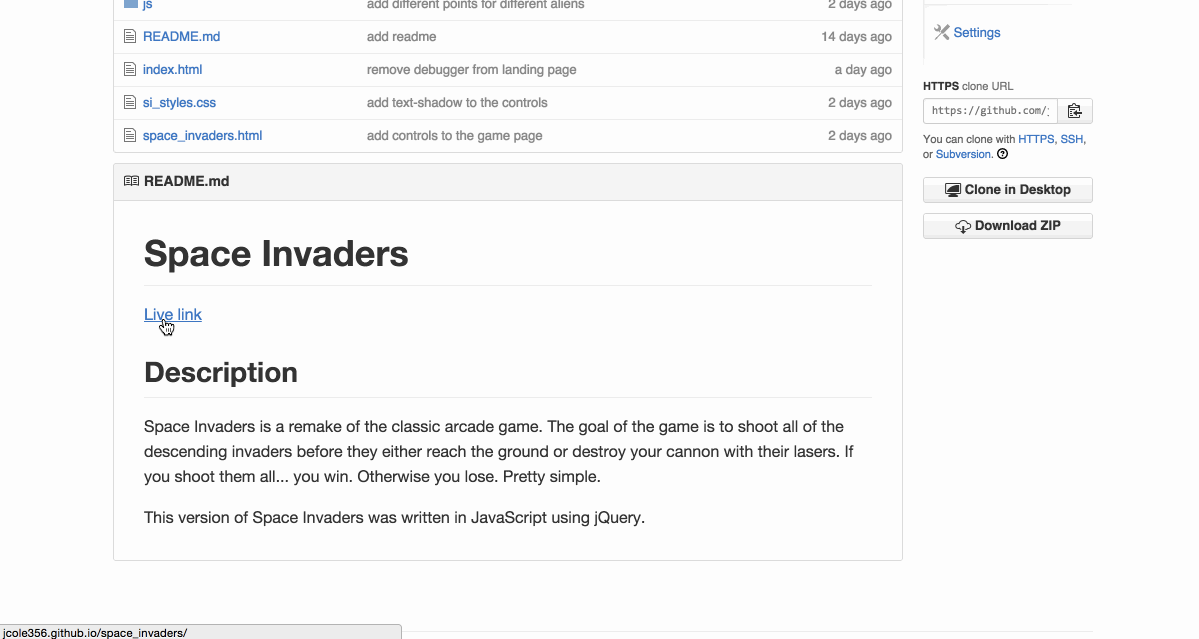 js add different points for different aliens 2 days ago
README.md add readme 14 days ago
index.html remove debugger from landing page a day ago
si_styles.css add text-shadow to the controls 2 days ago
space_invaders.html add controls to the game page 2 days ago
Settings
HTTPS clone URL
https://github.com/
You can clone with HTTPS, SSH,
or Subversion.
Clone in Desktop
Download ZIP
README.md
Space Invaders
Live link
Description
Space Invaders is a remake of the classic arcade game. The goal of the game is to shoot all of the
descending invaders before they either reach the ground or destroy your cannon with their lasers. If
you shoot them all... you win. Otherwise you lose. Pretty simple.
This version of Space Invaders was written in JavaScript using jQuery.
jcole356.github.io/space_invaders/